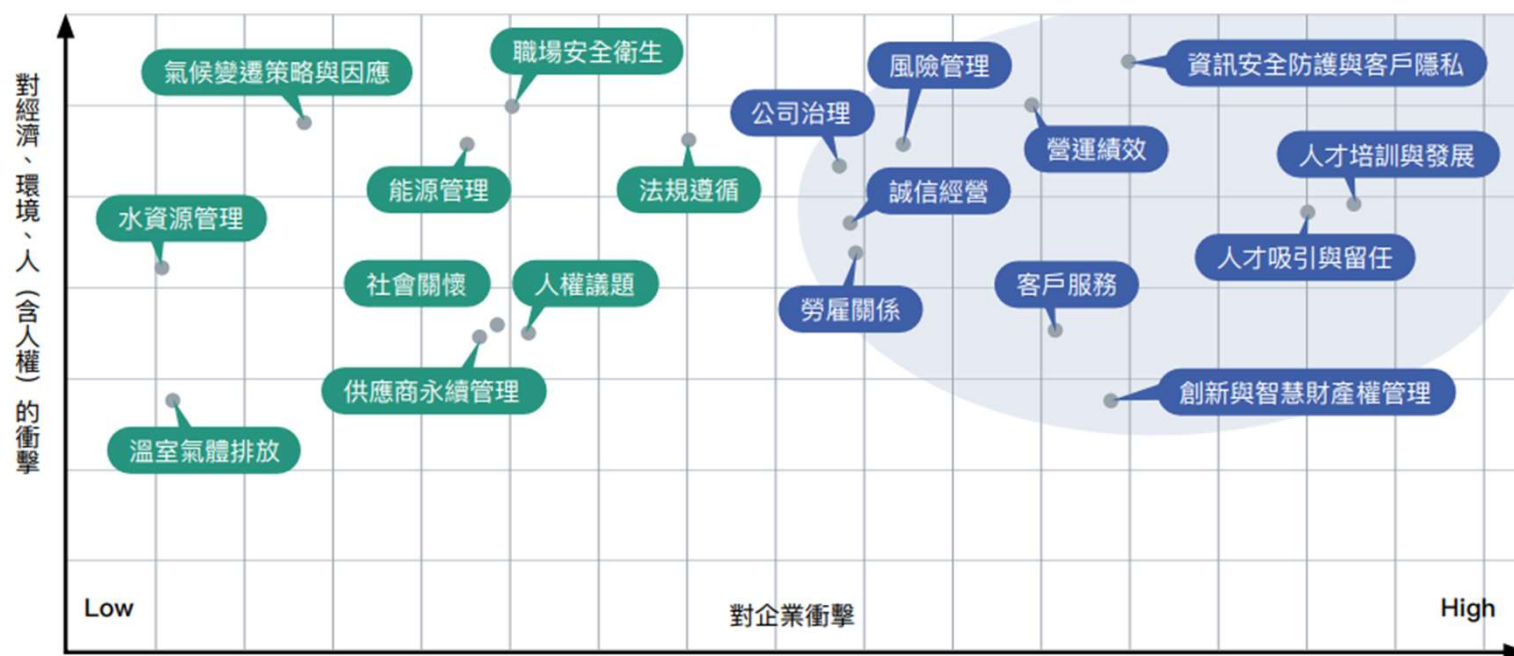 對經濟、環境、人（含人權）的衝擊
職場安全衛生
氣候變遷策略與因應
風險管理
資訊安全防護與客戶隱私
公司治理
營運績效
人才培訓與發展
能源管理
法規遵循
誠信經營
水資源管理
人才吸引與留任
社會關懷
人權議題
客戶服務
勞雇關係
供應商永續管理
創新與智慧財產權管理
溫室氣體排放
Low
對企業衝擊
High